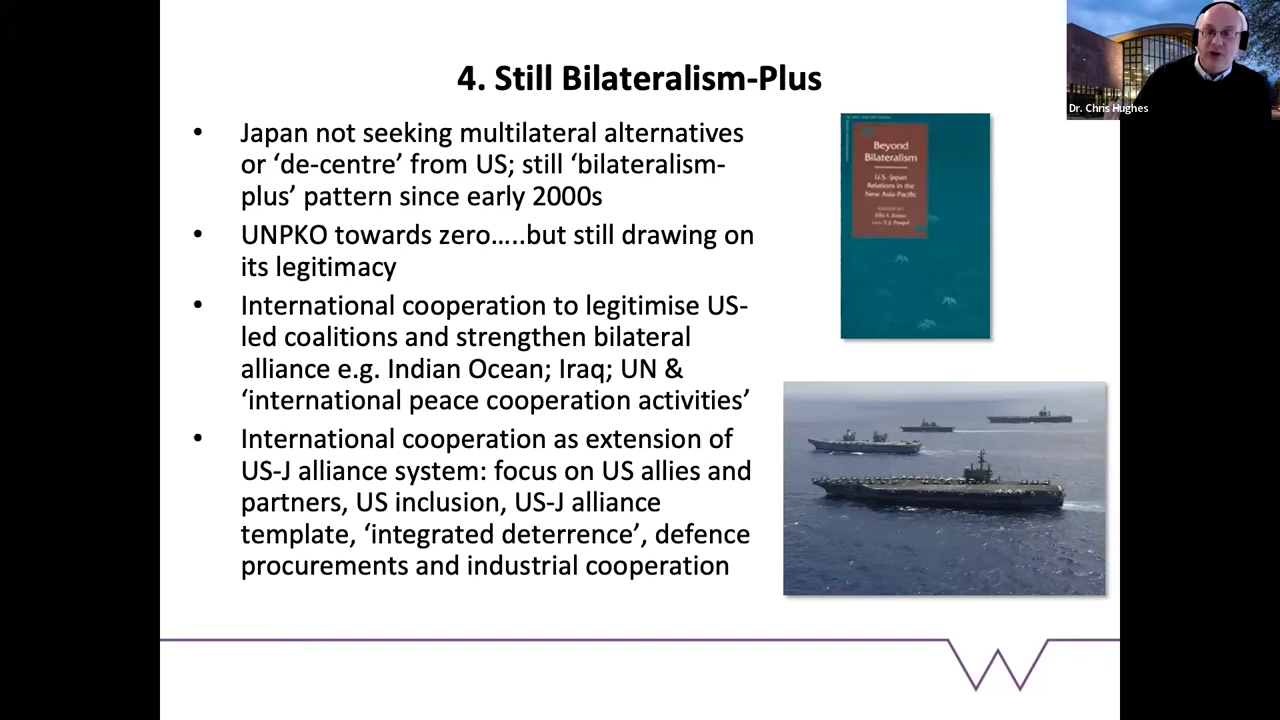 4. Still Bilateralism-Plus
• Japan not seeking multilateral alternatives
or ‘de-centre’ from US; still ‘bilateralism-
plus’ pattern since early 2000s
• UNPKO towards zero…..but still drawing on
its legitimacy
• International cooperation to legitimise US-
led coalitions and strengthen bilateral
alliance e.g. Indian Ocean; Iraq; UN &
‘international peace cooperation activities’
• International cooperation as extension of
US-J alliance system: focus on US allies and
partners, US inclusion, US-J alliance
template, ‘integrated deterrence’, defence
procurements and industrial cooperation
Beyond
Bilateralism
U.S.-Japan
Relations in the
New Asia-Pacific
Dr. Chris Hughes